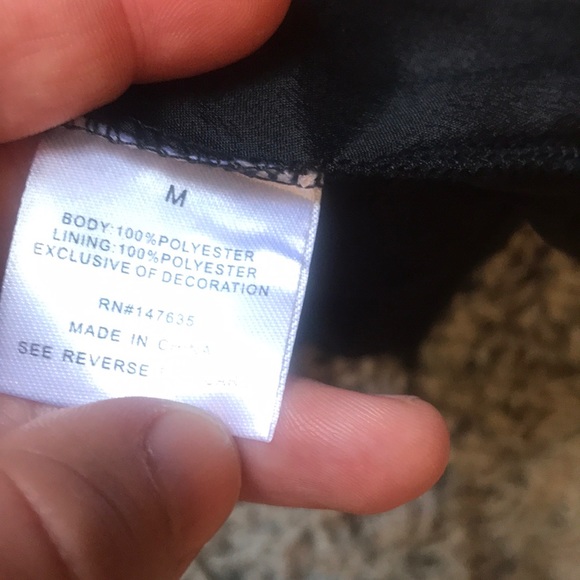 M
BODY:100%POLYESTER
LINING:100%POLYESTER
EXCLUSIVE OF DECORATION
RN#147635
MADE IN
SEE REVERSE